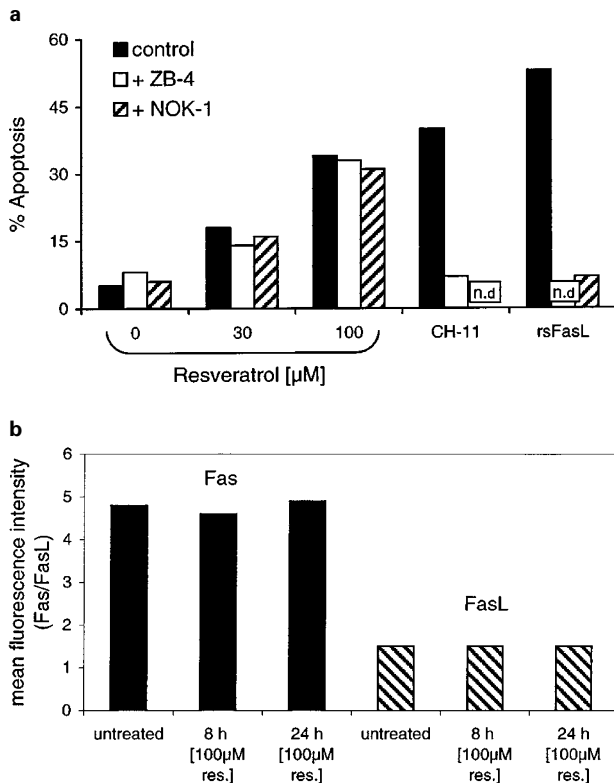 a
60
45
30
15
0
% Apoptosis
control
+ ZB-4
+ NOK-1
n.d
n.d
0
30
100
CH-11
rsFasL
Resveratrol [µM]
b
6
5
4
3
2
1
0
mean fluorescence intensity
(Fas/FasL)
Fas
FasL
untreated
8 h
[100µM
res.]
24 h
[100µM
res.]
untreated
8 h
[100µM
res.]
24 h
[100µM
res.]